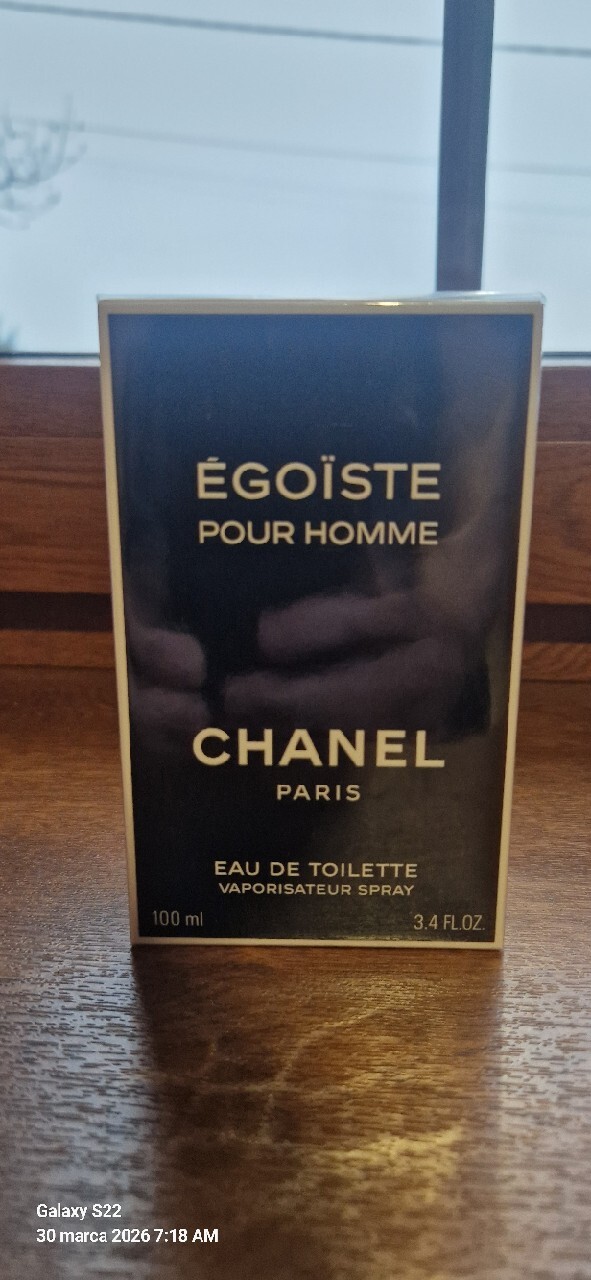 ÉGOÏSTE
POUR HOMME
CHANEL
PARIS
EAU DE TOILETTE
VAPORISATEUR SPRAY
100 ml 3.4 FL.OZ.
Galaxy S22
30 marca 2026 7:18 AM